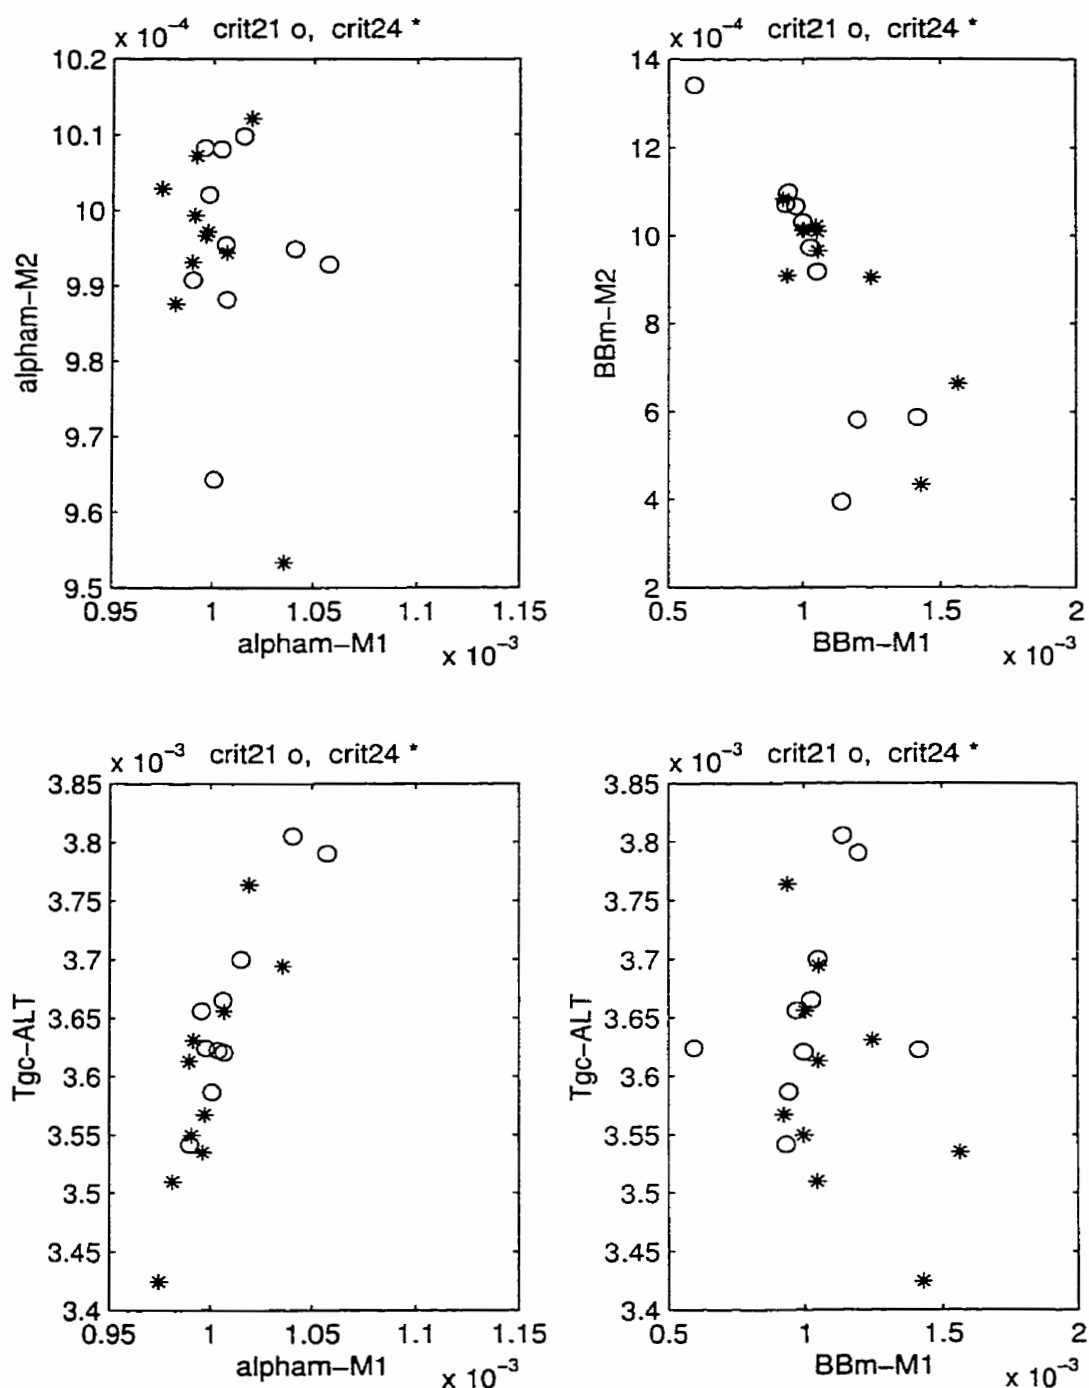 x 10⁻⁴ crit21 o, crit24 *
10.2
10.1
10
9.9
9.8
9.7
9.6
9.5
alpham−M2
0.95 1 1.05 1.1 1.15
alpham−M1
x 10⁻³
x 10⁻⁴ crit21 o, crit24 *
14
12
10
8
6
4
2
BBm−M2
0.5 1 1.5 2
BBm−M1
x 10⁻³
x 10⁻³ crit21 o, crit24 *
3.85
3.8
3.75
3.7
3.65
3.6
3.55
3.5
3.45
3.4
Tgc−ALT
0.95 1 1.05 1.1 1.15
alpham−M1
x 10⁻³
x 10⁻³ crit21 o, crit24 *
3.85
3.8
3.75
3.7
3.65
3.6
3.55
3.5
3.45
3.4
Tgc−ALT
0.5 1 1.5 2
BBm−M1
x 10⁻³